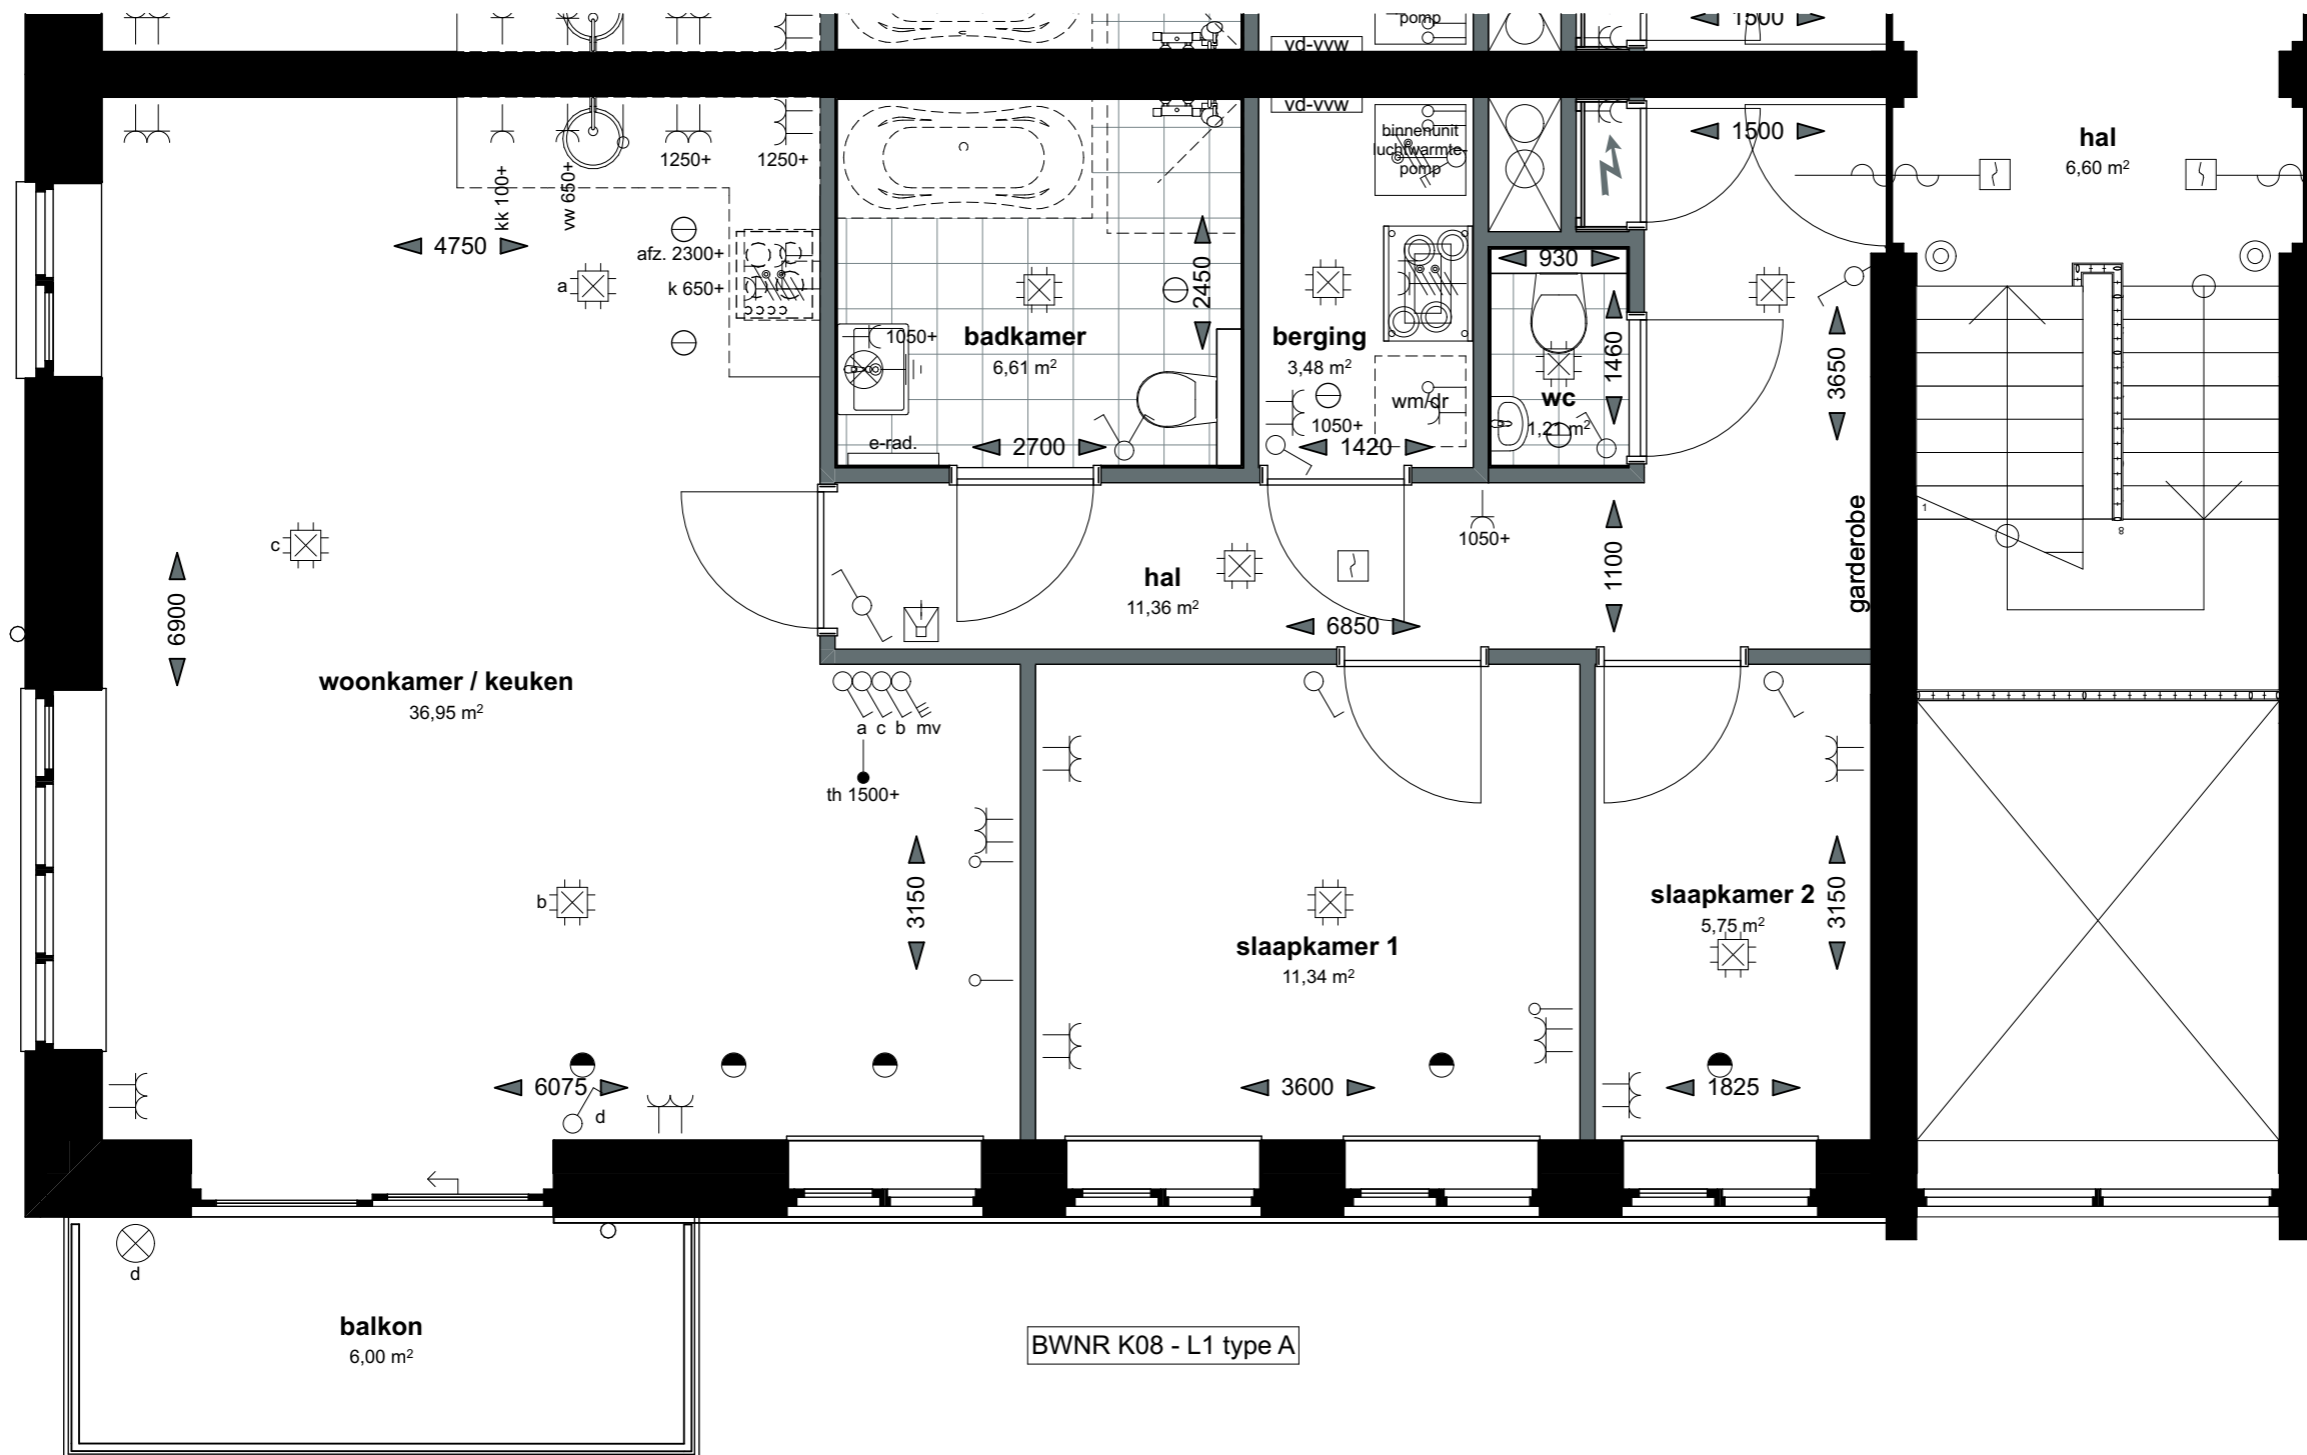 pomp
1500
vd-vvw
vd-vvw
1250+
1250+
kk 100+
vw 650+
binnenunit
luchtwarmte-
pomp
1500
hal
6,60 m²
4750
afz. 2300+
a
k 650+
2450
930
1050+
badkamer
6,61 m²
berging
3,48 m²
1460
3650
wm/dr
wc
1,21 m²
1050+
e-rad.
2700
1420
1
8
c
1050+
garderobe
6900
hal
11,36 m²
1100
6850
woonkamer / keuken
36,95 m²
a c b mv
th 1500+
b
3150
slaapkamer 1
11,34 m²
slaapkamer 2
5,75 m²
3150
6075
d
3600
1825
d
balkon
6,00 m²
BWNR K08 - L1 type A